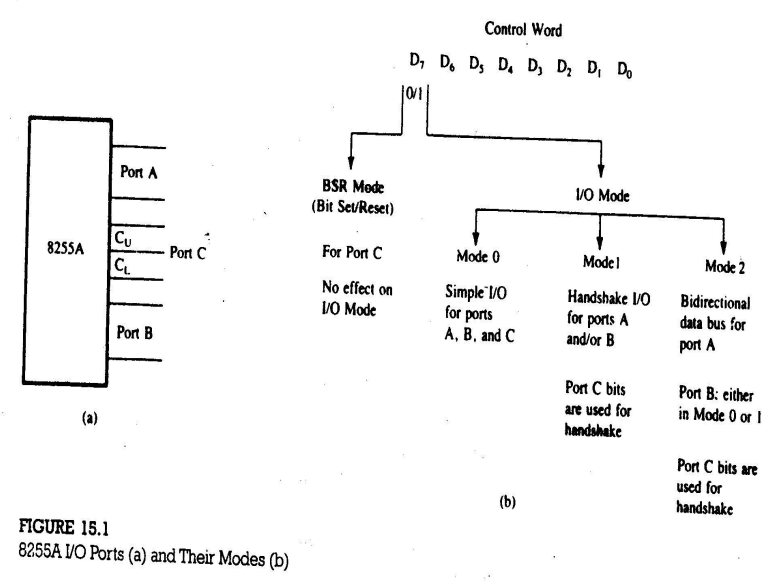 Control Word
D7 D6 D5 D4 D3 D2 D1 D0
0/1
8255A
Port A
CU
CL
Port C
Port B
(a)
BSR Mode
(Bit Set/Reset)
For Port C
No effect on
I/O Mode
I/O Mode
Mode 0
Simple I/O
for ports
A, B, and C
Mode 1
Handshake I/O
for ports A
and/or B
Port C bits
are used for
handshake
Mode 2
Bidirectional
data bus for
port A
Port B: either
in Mode 0 or 1
Port C bits are
used for
handshake
(b)
FIGURE 15.1
8255A I/O Ports (a) and Their Modes (b)